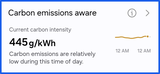 Carbon emissions aware
Current carbon intensity
445 g/kWh
Carbon emissions are relatively
low during this time of day.
12 AM 12 AM